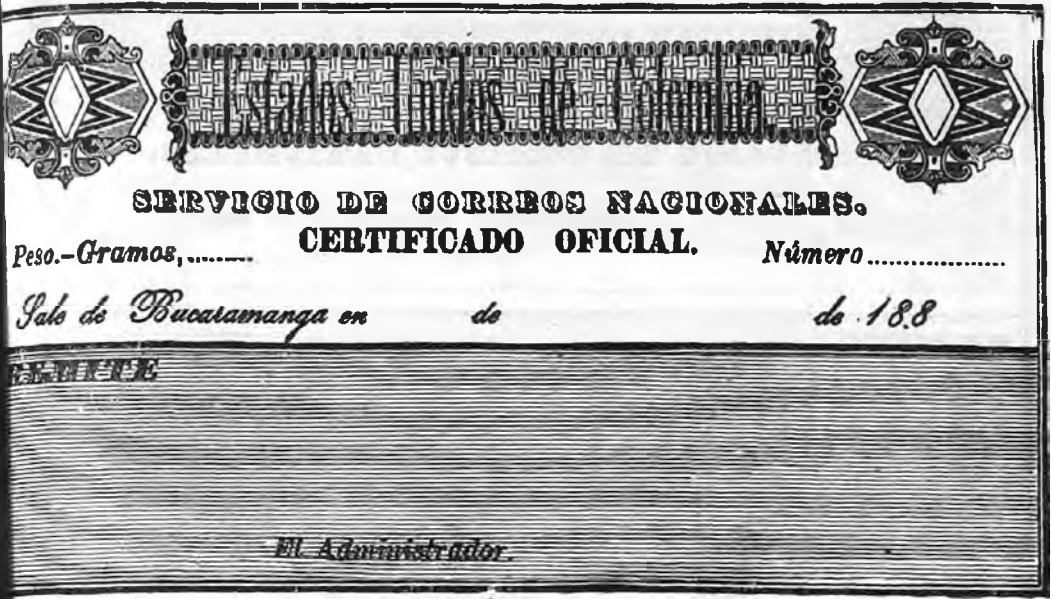 Estados Unidos de Colombia
SERVICIO DE CORREOS NACIONALES.
CERTIFICADO OFICIAL.
Peso.-Gramos,......... Número....................
Sale de Bucaramanga en de de 188
REMITE
El Administrador.